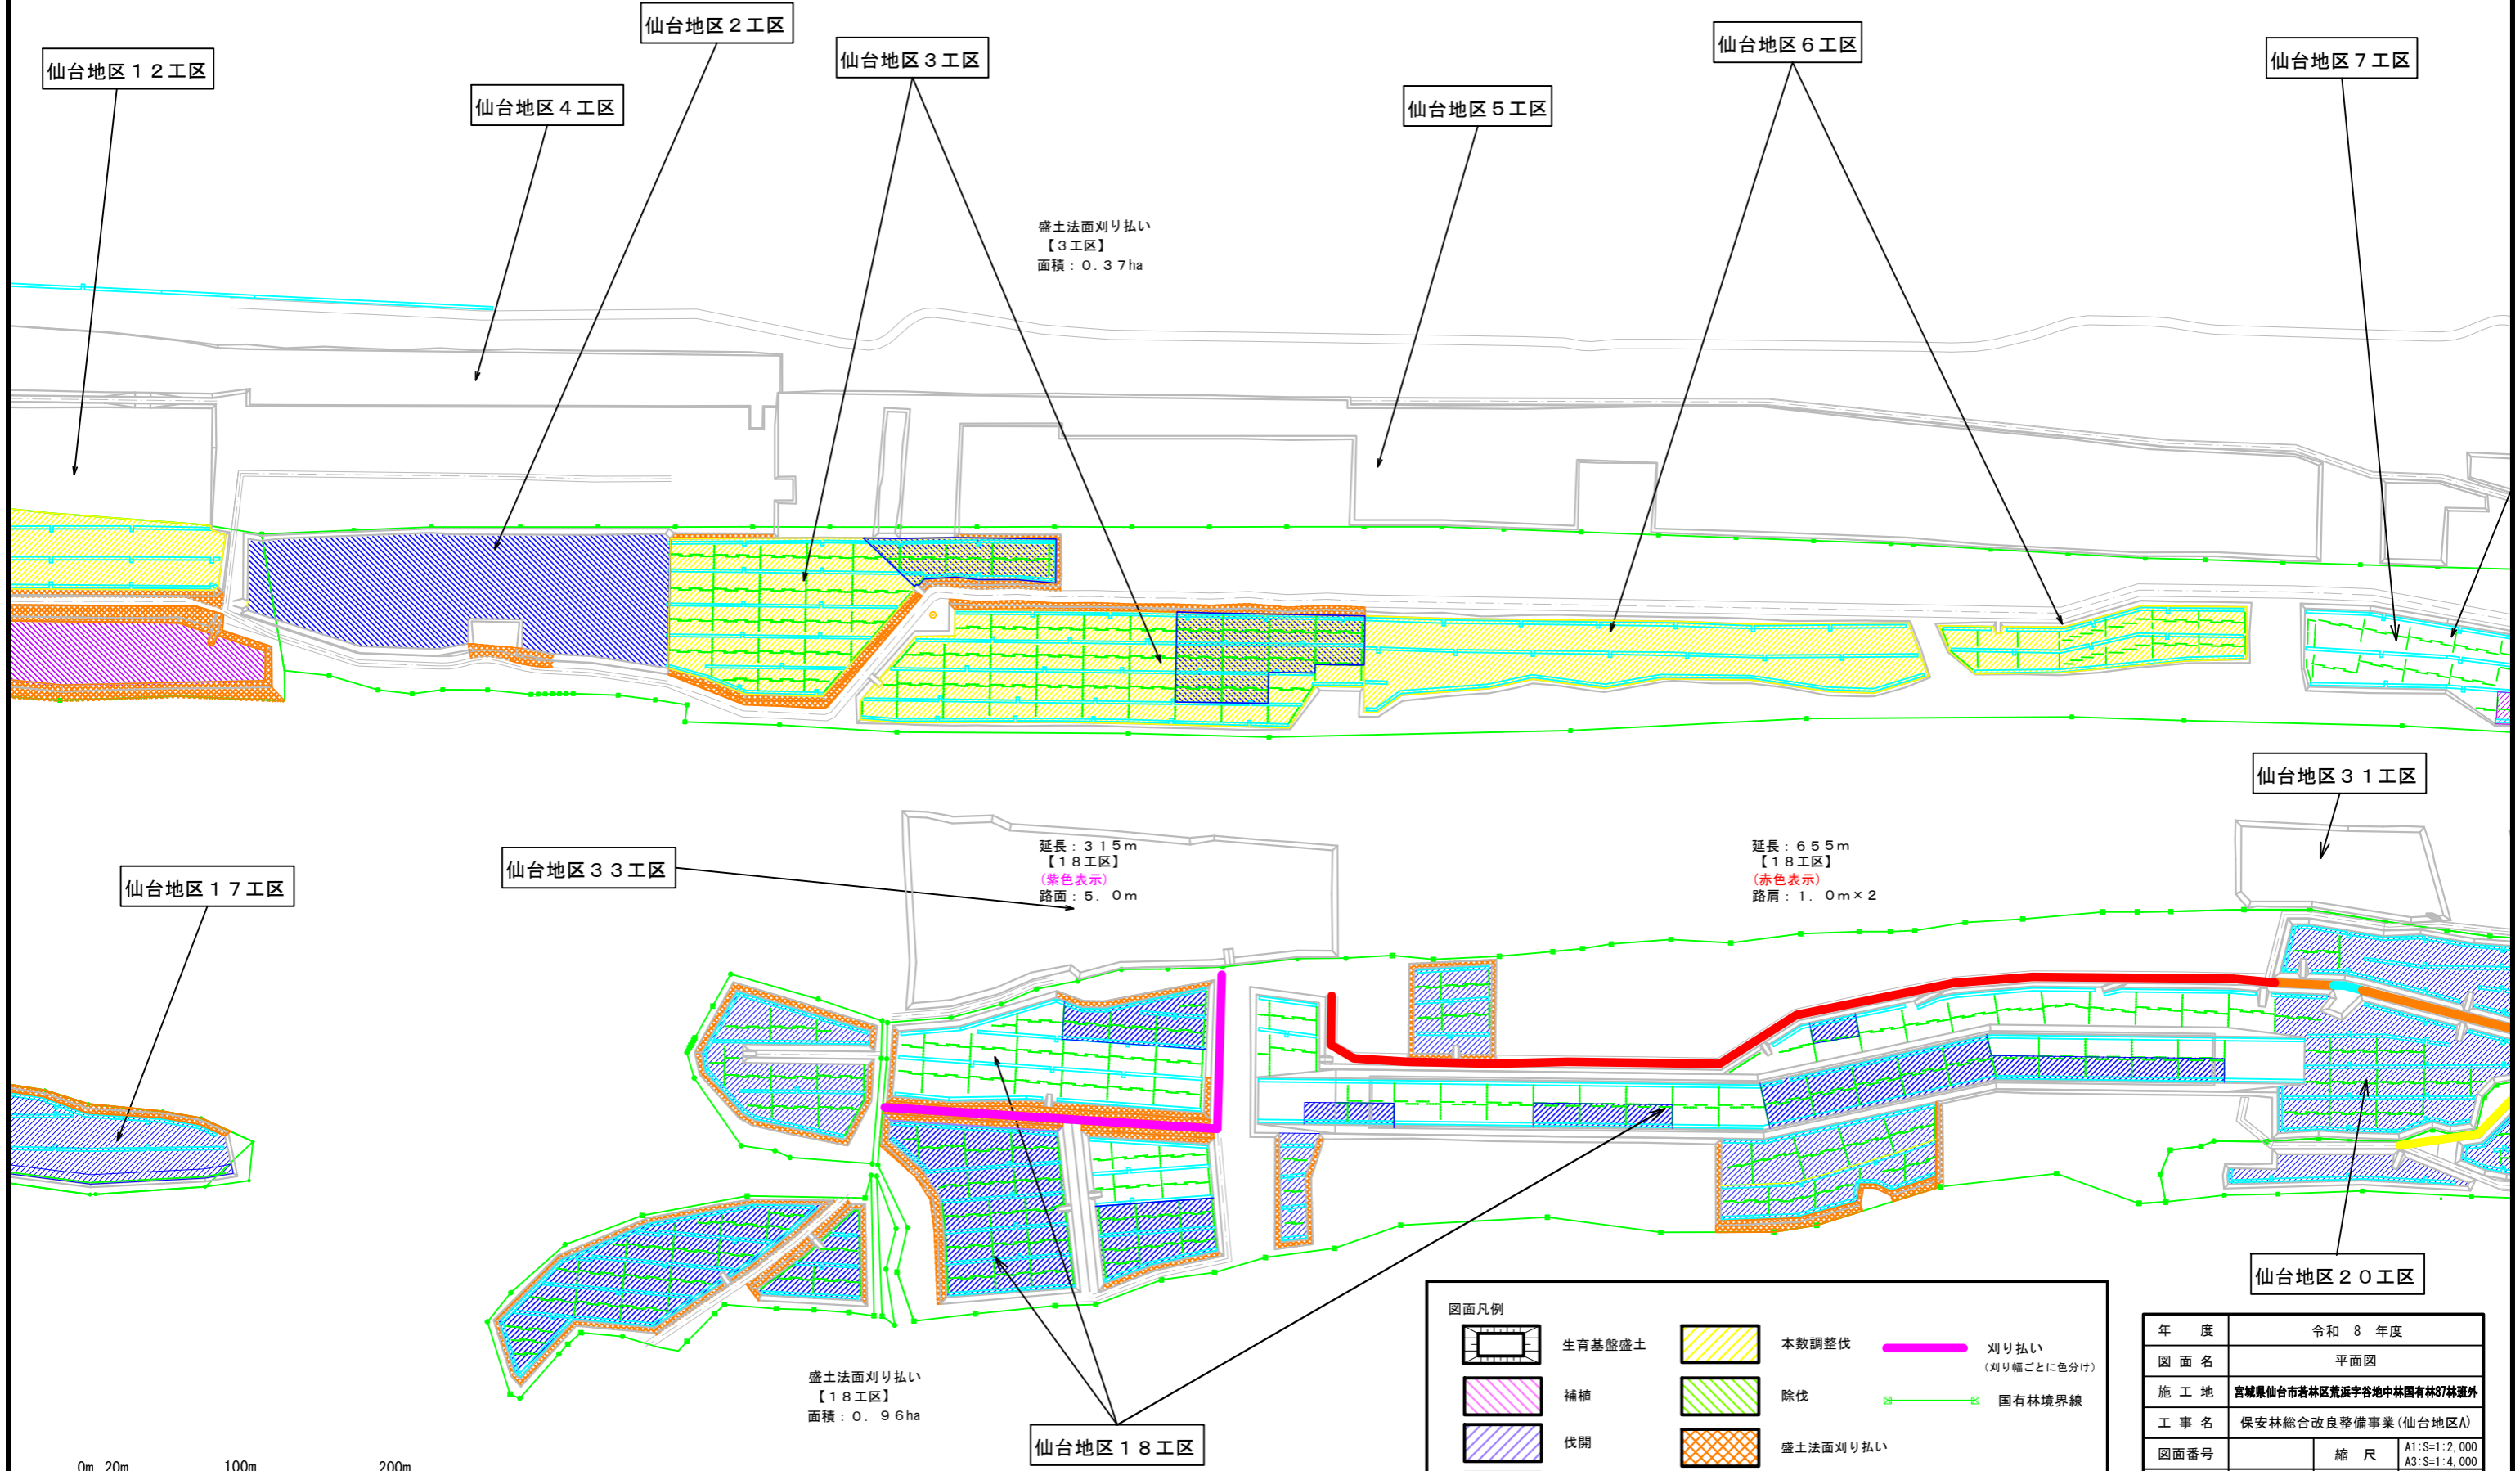 仙台地区２工区
仙台地区３工区
仙台地区６工区
仙台地区７工区
仙台地区１２工区
仙台地区４工区
仙台地区５工区
盛土法面刈り払い
【３工区】
面積：０．３７ha
仙台地区３１工区
仙台地区３３工区
延長：３１５ｍ
【１８工区】
(紫色表示)
路面：５．０ｍ
延長：６５５ｍ
【１８工区】
(赤色表示)
路肩：１．０ｍ×２
仙台地区１７工区
仙台地区２０工区
盛土法面刈り払い
【１８工区】
面積：０．９６ha
仙台地区１８工区
0m 20m 100m 200m
図面凡例
生育基盤盛土
本数調整伐
刈り払い
(刈り幅ごとに色分け)
補植
除伐
国有林境界線
伐開
盛土法面刈り払い
年度 令和 8 年度
図面名 平面図
施工地 宮城県仙台市若林区荒浜字谷地中林国有林87林班外
工事名 保安林総合改良整備事業(仙台地区A)
図面番号 縮尺 A1:S=1:2,000
A3:S=1:4,000